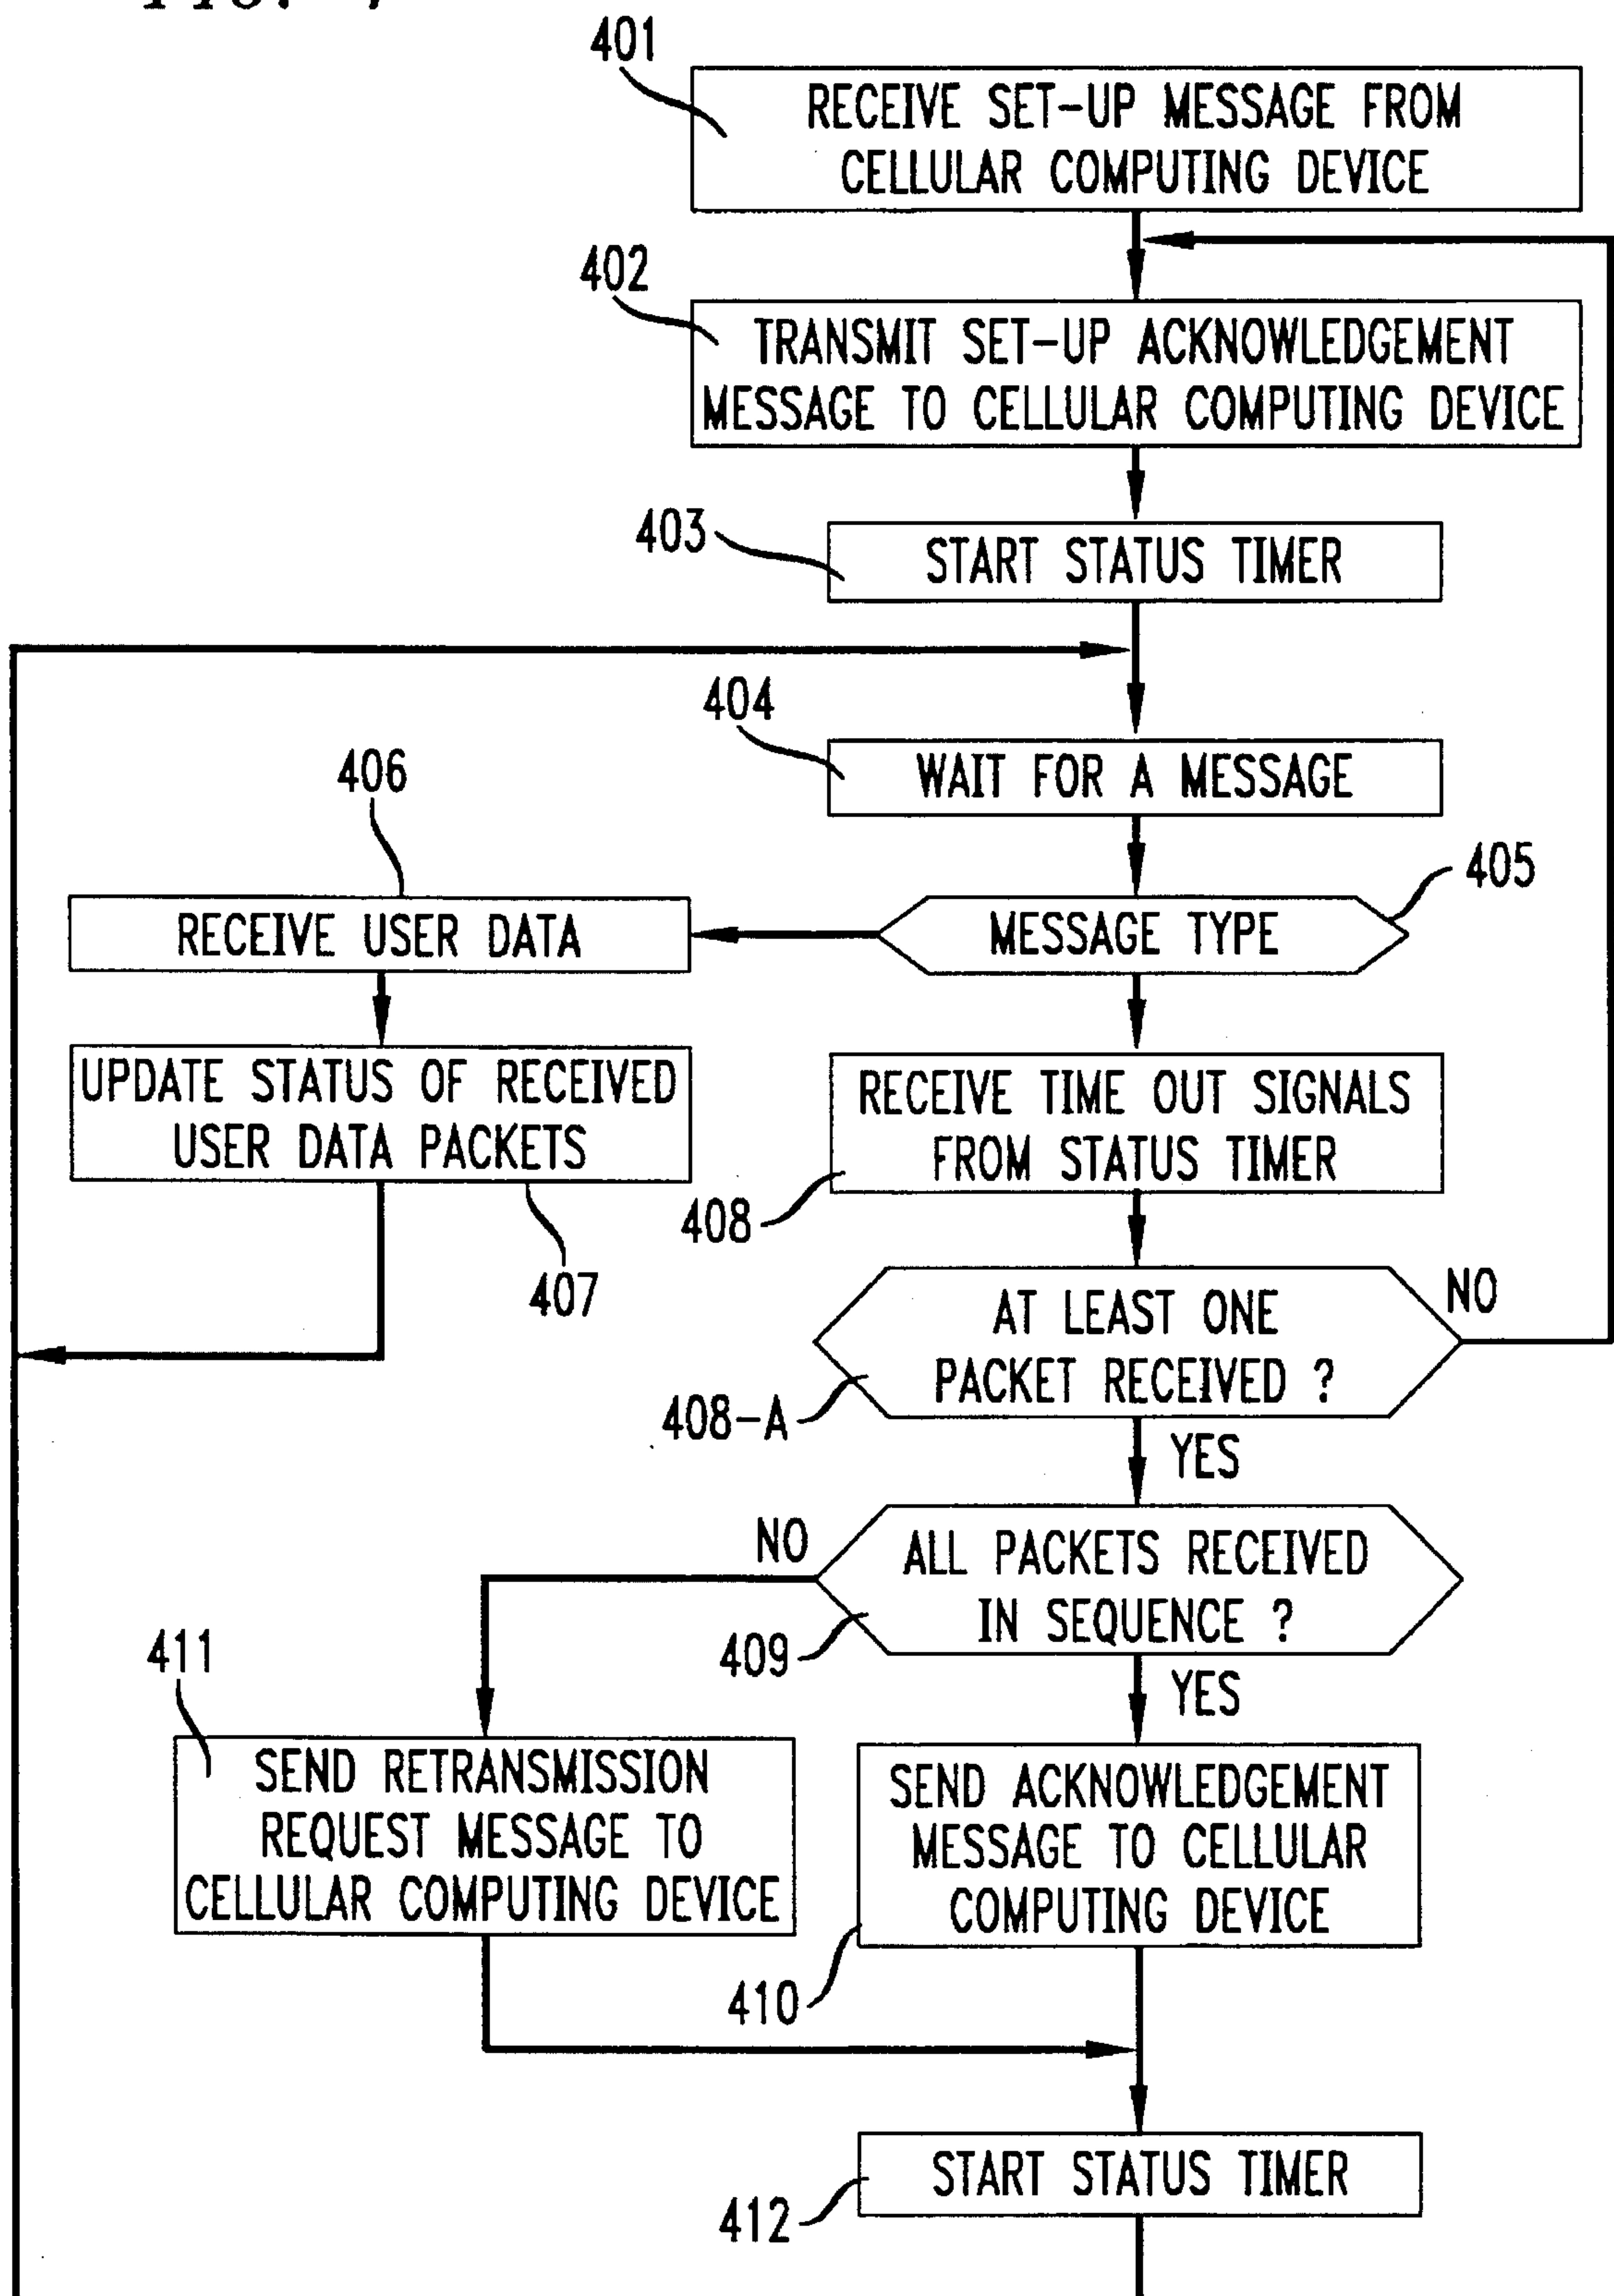 401
RECEIVE SET-UP MESSAGE FROM
CELLULAR COMPUTING DEVICE
402
TRANSMIT SET-UP ACKNOWLEDGEMENT
MESSAGE TO CELLULAR COMPUTING DEVICE
403
START STATUS TIMER
404
WAIT FOR A MESSAGE
405
MESSAGE TYPE
406
RECEIVE USER DATA
UPDATE STATUS OF RECEIVED
USER DATA PACKETS
407
RECEIVE TIME OUT SIGNALS
FROM STATUS TIMER
408
AT LEAST ONE
PACKET RECEIVED ?
408-A
NO
YES
ALL PACKETS RECEIVED
IN SEQUENCE ?
409
NO
YES
411
SEND RETRANSMISSION
REQUEST MESSAGE TO
CELLULAR COMPUTING DEVICE
SEND ACKNOWLEDGEMENT
MESSAGE TO CELLULAR
COMPUTING DEVICE
410
START STATUS TIMER
412